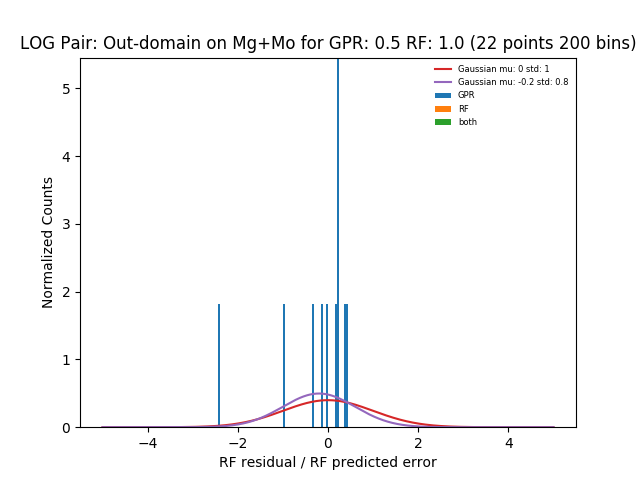 LOG Pair: Out-domain on Mg+Mo for GPR: 0.5 RF: 1.0 (22 points 200 bins)
Gaussian mu: 0 std: 1
Gaussian mu: -0.2 std: 0.8
GPR
RF
both
Normalized Counts
5
4
3
2
1
0
−4 −2 0 2 4
RF residual / RF predicted error